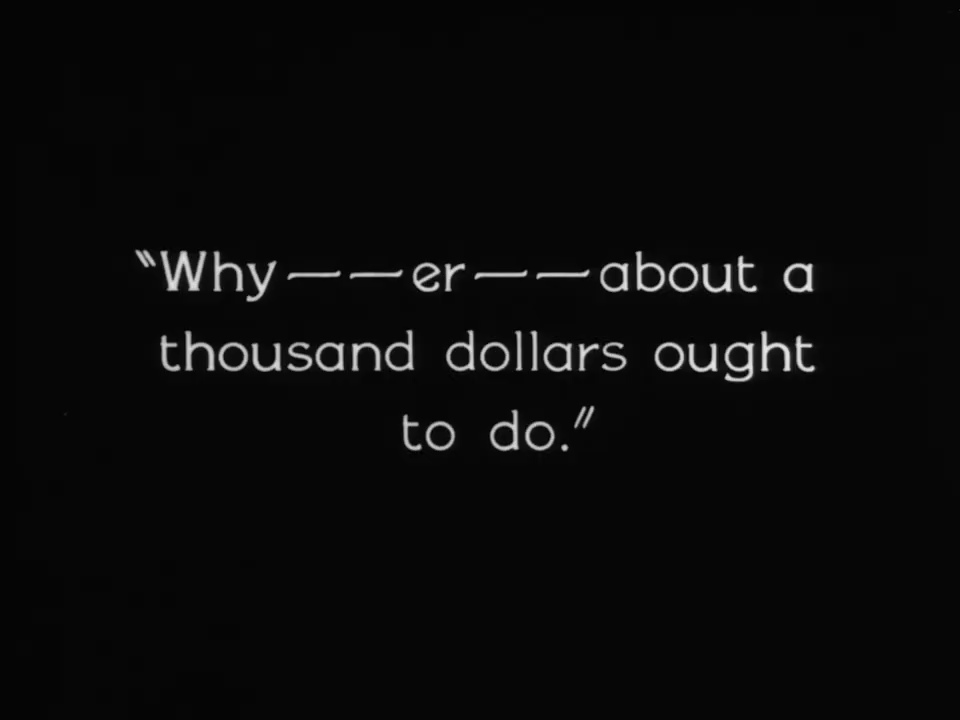 "Why——er——about a
thousand dollars ought
to do."